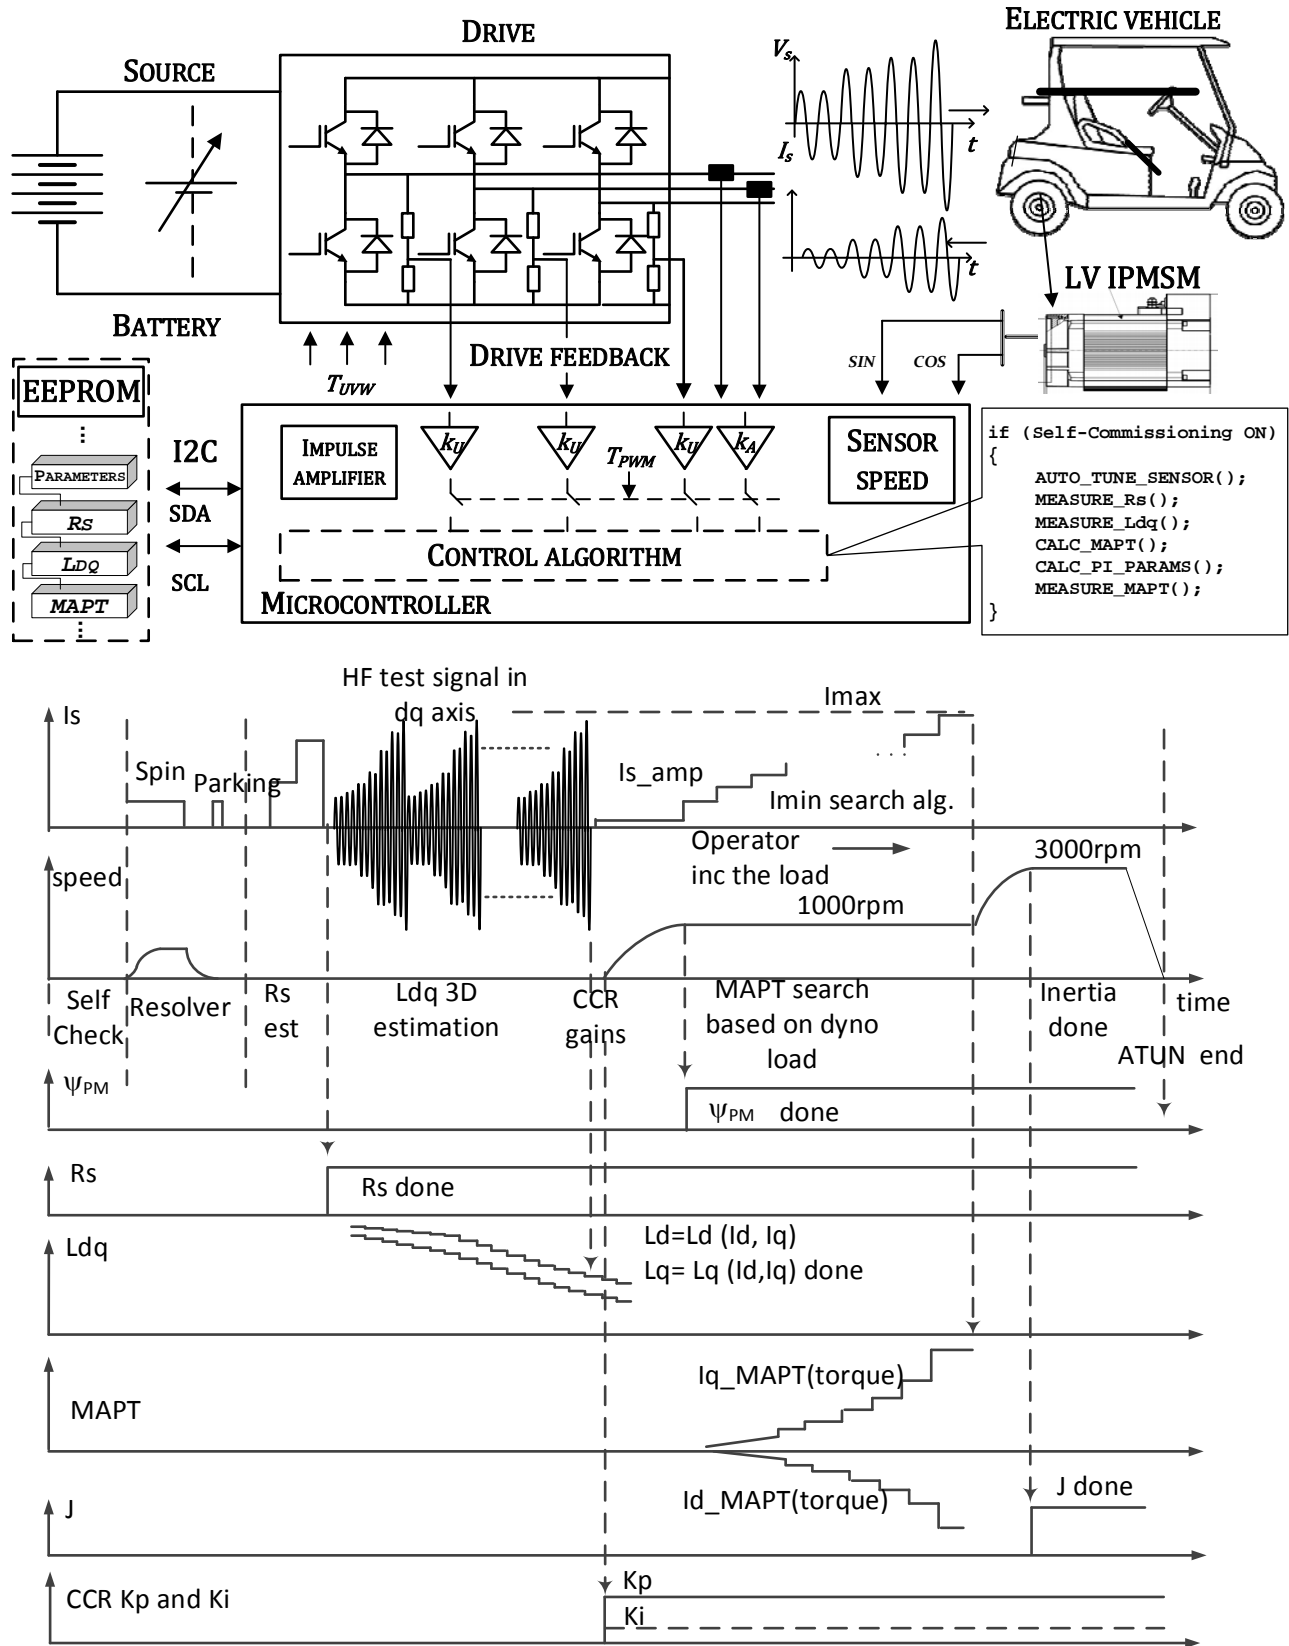 DRIVE
ELECTRIC VEHICLE
SOURCE
Vs
t
Is
t
BATTERY
LV IPMSM
TUVW
DRIVE FEEDBACK
SIN
COS
EEPROM
⋮
PARAMETERS
RS
LDQ
MAPT
⋮
I2C
SDA
SCL
IMPULSE
AMPLIFIER
kU
kU
kU
kA
TPWM
SENSOR
SPEED
CONTROL ALGORITHM
MICROCONTROLLER
if (Self-Commissioning ON)
{
AUTO_TUNE_SENSOR();
MEASURE_Rs();
MEASURE_Ldq();
CALC_MAPT();
CALC_PI_PARAMS();
MEASURE_MAPT();
}
HF test signal in
dq axis
Is
Imax
Spin
Parking
Is_amp
. . .
Imin search alg.
Operator
inc the load
speed
3000rpm
1000rpm
Self
Check
Resolver
Rs
est
Ldq 3D
estimation
CCR
gains
MAPT search
based on dyno
load
Inertia
done
time
ATUN end
ψPM
ψPM done
Rs
Rs done
Ldq
Ld=Ld (Id, Iq)
Lq= Lq (Id,Iq) done
MAPT
Iq_MAPT(torque)
Id_MAPT(torque)
J
J done
CCR Kp and Ki
Kp
Ki